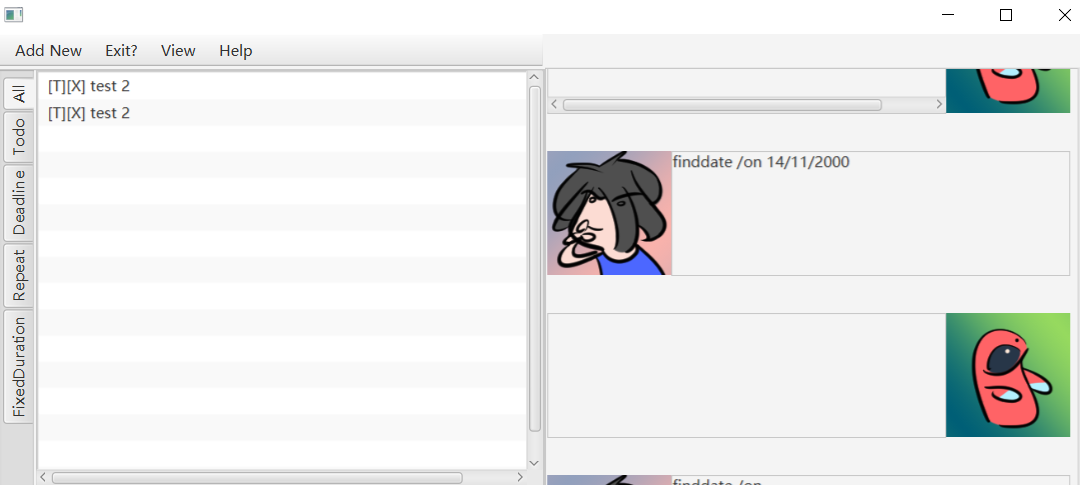 Add New Exit? View Help
All
Todo
Deadline
Repeat
FixedDuration
[T][X] test 2
[T][X] test 2
finddate /on 14/11/2000
finddate /on